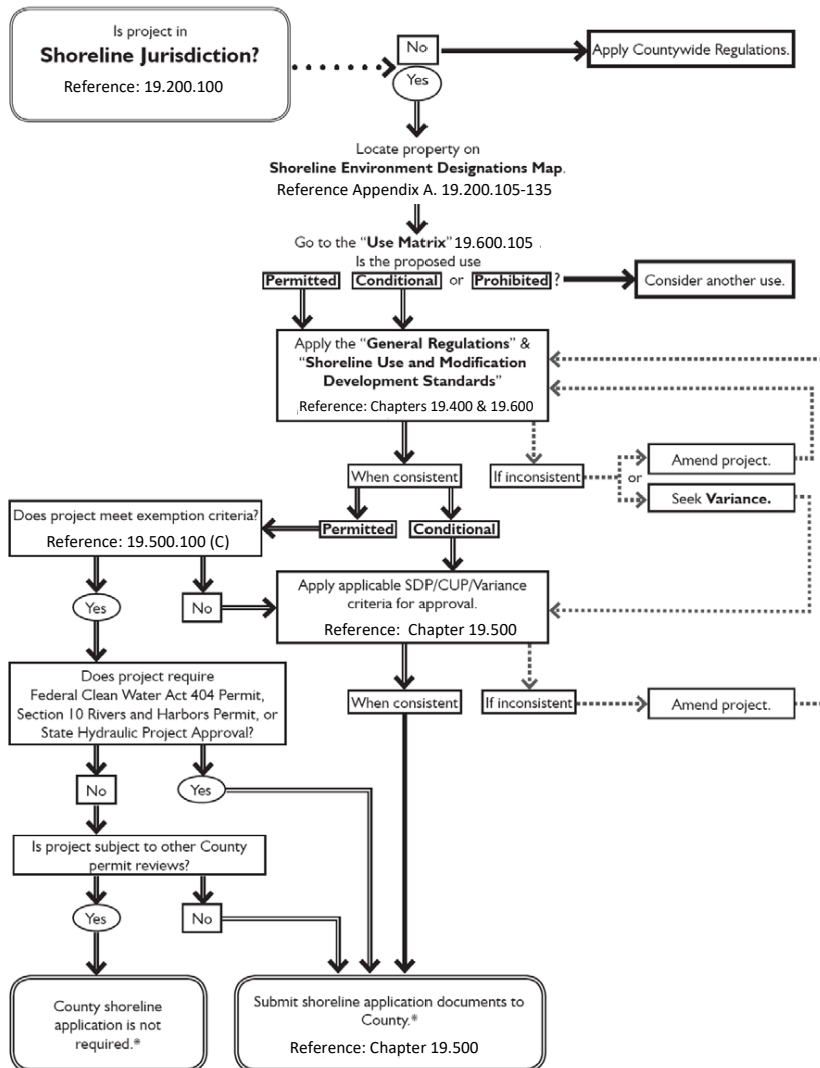 Is project in
Shoreline Jurisdiction?
Reference: 19.200.100
No
Apply Countywide Regulations.
Yes
Locate property on
Shoreline Environment Designations Map.
Reference Appendix A. 19.200.105-135
Go to the “Use Matrix” 19.600.105 .
Is the proposed use
Permitted Conditional or Prohibited ?
Consider another use.
Apply the “General Regulations” &
“Shoreline Use and Modification
Development Standards”
Reference: Chapters 19.400 & 19.600
When consistent
If inconsistent
Amend project.
or
Seek Variance.
Permitted
Conditional
Does project meet exemption criteria?
Reference: 19.500.100 (C)
Yes
No
Apply applicable SDP/CUP/Variance
criteria for approval.
Reference: Chapter 19.500
Does project require
Federal Clean Water Act 404 Permit,
Section 10 Rivers and Harbors Permit, or
State Hydraulic Project Approval?
When consistent
If inconsistent
Amend project.
No
Yes
Is project subject to other County
permit reviews?
Yes
No
County shoreline
application is not
required.*
Submit shoreline application documents to
County.*
Reference: Chapter 19.500